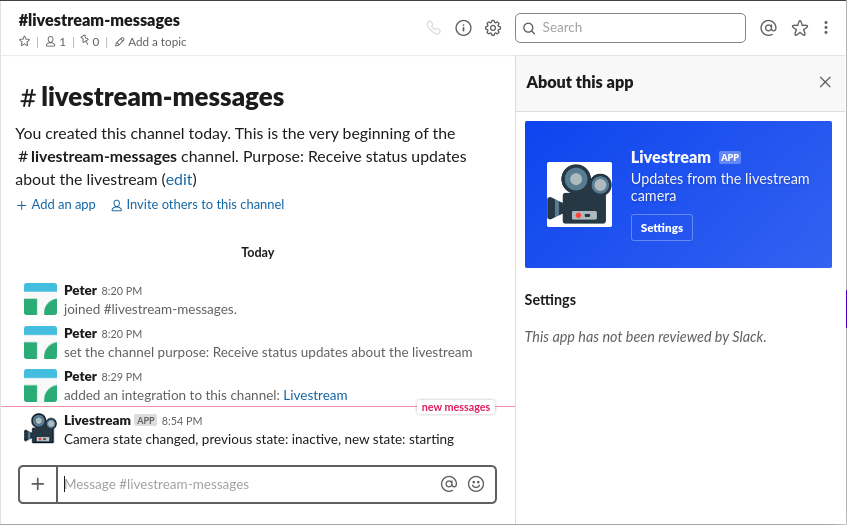 #livestream-messages
1 | 0 | Add a topic
Search
# livestream-messages
You created this channel today. This is the very beginning of the
# livestream-messages channel. Purpose: Receive status updates
about the livestream (edit)
+ Add an app Invite others to this channel
Today
Peter 8:20 PM
joined #livestream-messages.
Peter 8:20 PM
set the channel purpose: Receive status updates about the livestream
Peter 8:29 PM
added an integration to this channel: Livestream
new messages
Livestream APP 8:54 PM
Camera state changed, previous state: inactive, new state: starting
Message #livestream-messages
About this app
Livestream APP
Updates from the livestream
camera
Settings
Settings
This app has not been reviewed by Slack.